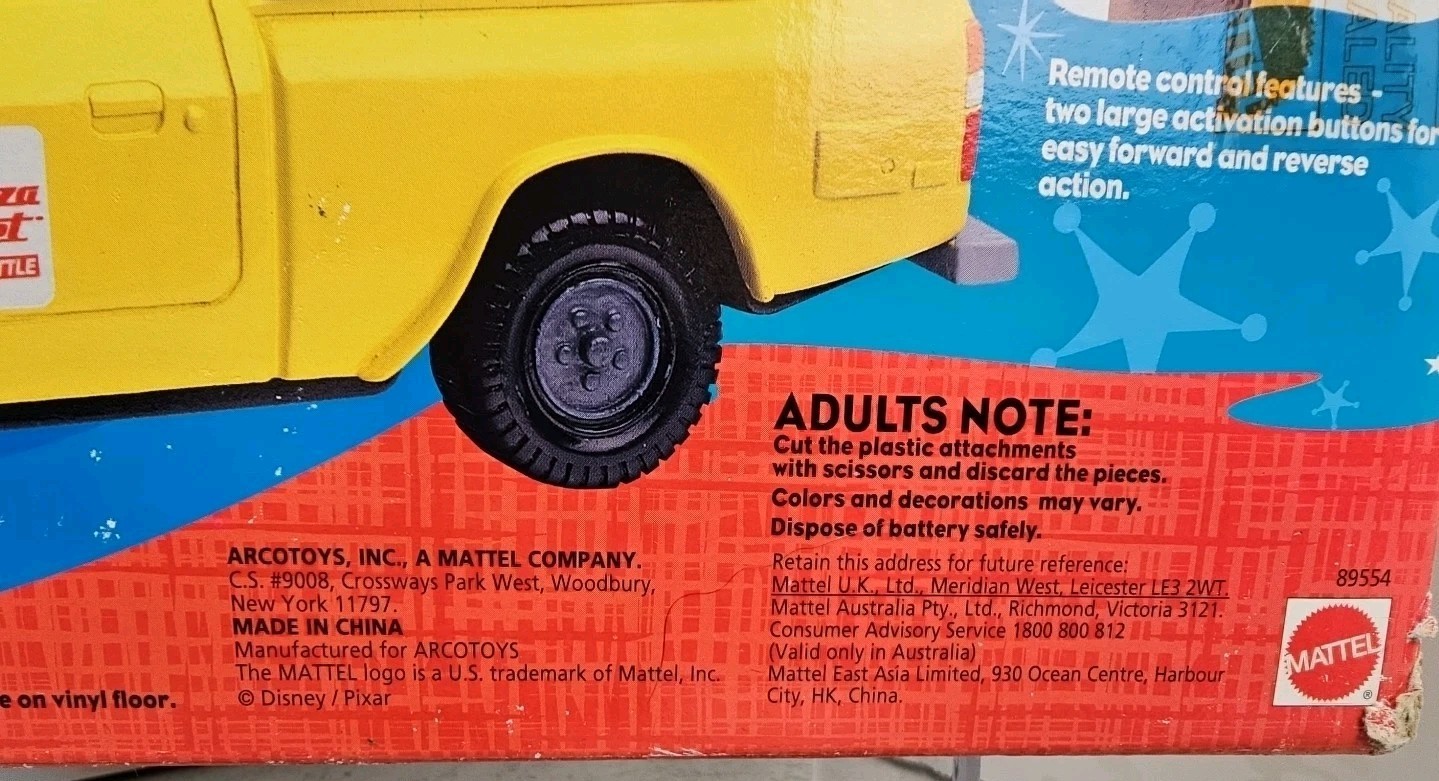 Remote control features -
two large activation buttons for
easy forward and reverse
action.
ADULTS NOTE:
Cut the plastic attachments
with scissors and discard the pieces.
Colors and decorations may vary.
Dispose of battery safely.
ARCOTOYS, INC., A MATTEL COMPANY.
C.S. #9008, Crossways Park West, Woodbury,
New York 11797.
MADE IN CHINA
Manufactured for ARCOTOYS
The MATTEL logo is a U.S. trademark of Mattel, Inc.
© Disney / Pixar
Retain this address for future reference:
Mattel U.K., Ltd., Meridian West, Leicester LE3 2WT.
Mattel Australia Pty., Ltd., Richmond, Victoria 3121.
Consumer Advisory Service 1800 800 812
(Valid only in Australia)
Mattel East Asia Limited, 930 Ocean Centre, Harbour
City, HK, China.
89554
MATTEL
®
e on vinyl floor.